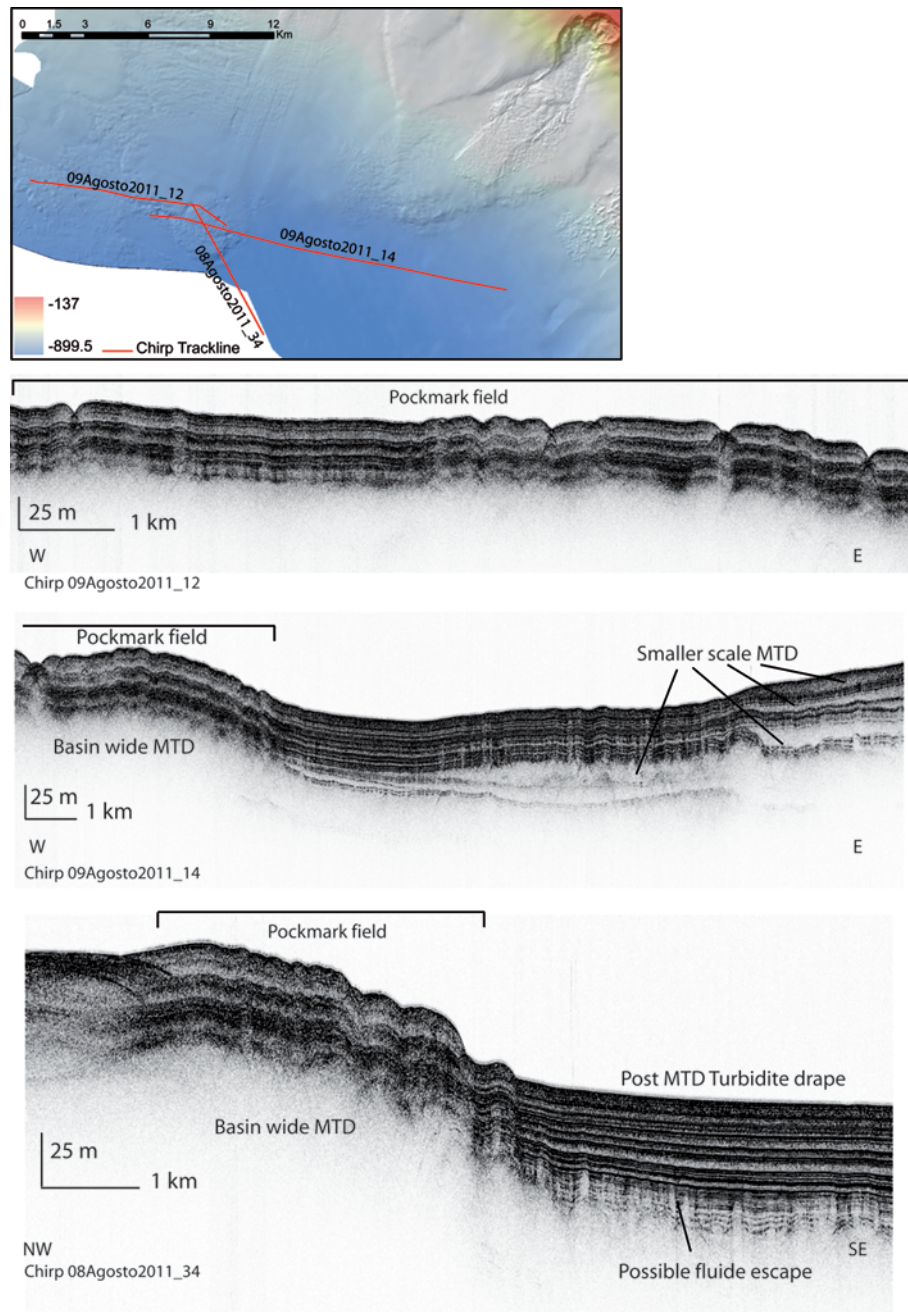 0 1.5 3 6 9 12
Km
09Agosto2011_12
09Agosto2011_14
08Agosto2011_34
-137
-899.5
Chirp Trackline
Pockmark field
25 m
1 km
W E
Chirp 09Agosto2011_12
Pockmark field
Smaller scale MTD
Basin wide MTD
25 m
1 km
W E
Chirp 09Agosto2011_14
Pockmark field
Post MTD Turbidite drape
Basin wide MTD
25 m
1 km
NW SE
Chirp 08Agosto2011_34
Possible fluide escape